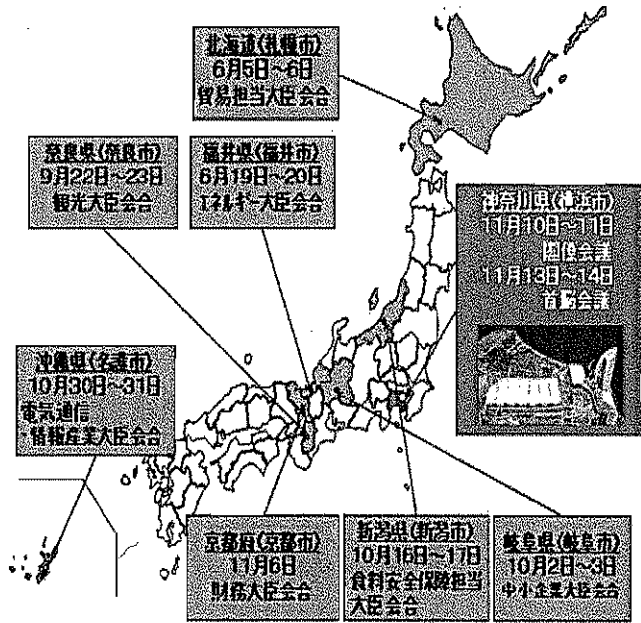 北海道(札幌市)
6月5日～6日
貿易担当大臣会合
奈良県(奈良市)
9月22日～23日
観光大臣会合
福井県(福井市)
6月19日～20日
エネルギー大臣会合
神奈川県(横浜市)
11月10日～11日
閣僚会議
11月13日～14日
首脳会議
沖縄県(名護市)
10月30日～31日
電気通信
・情報産業大臣会合
京都府(京都市)
11月6日
財務大臣会合
新潟県(新潟市)
10月16日～17日
食料安全保障担当
大臣会合
岐阜県(岐阜市)
10月2日～3日
中小企業大臣会合